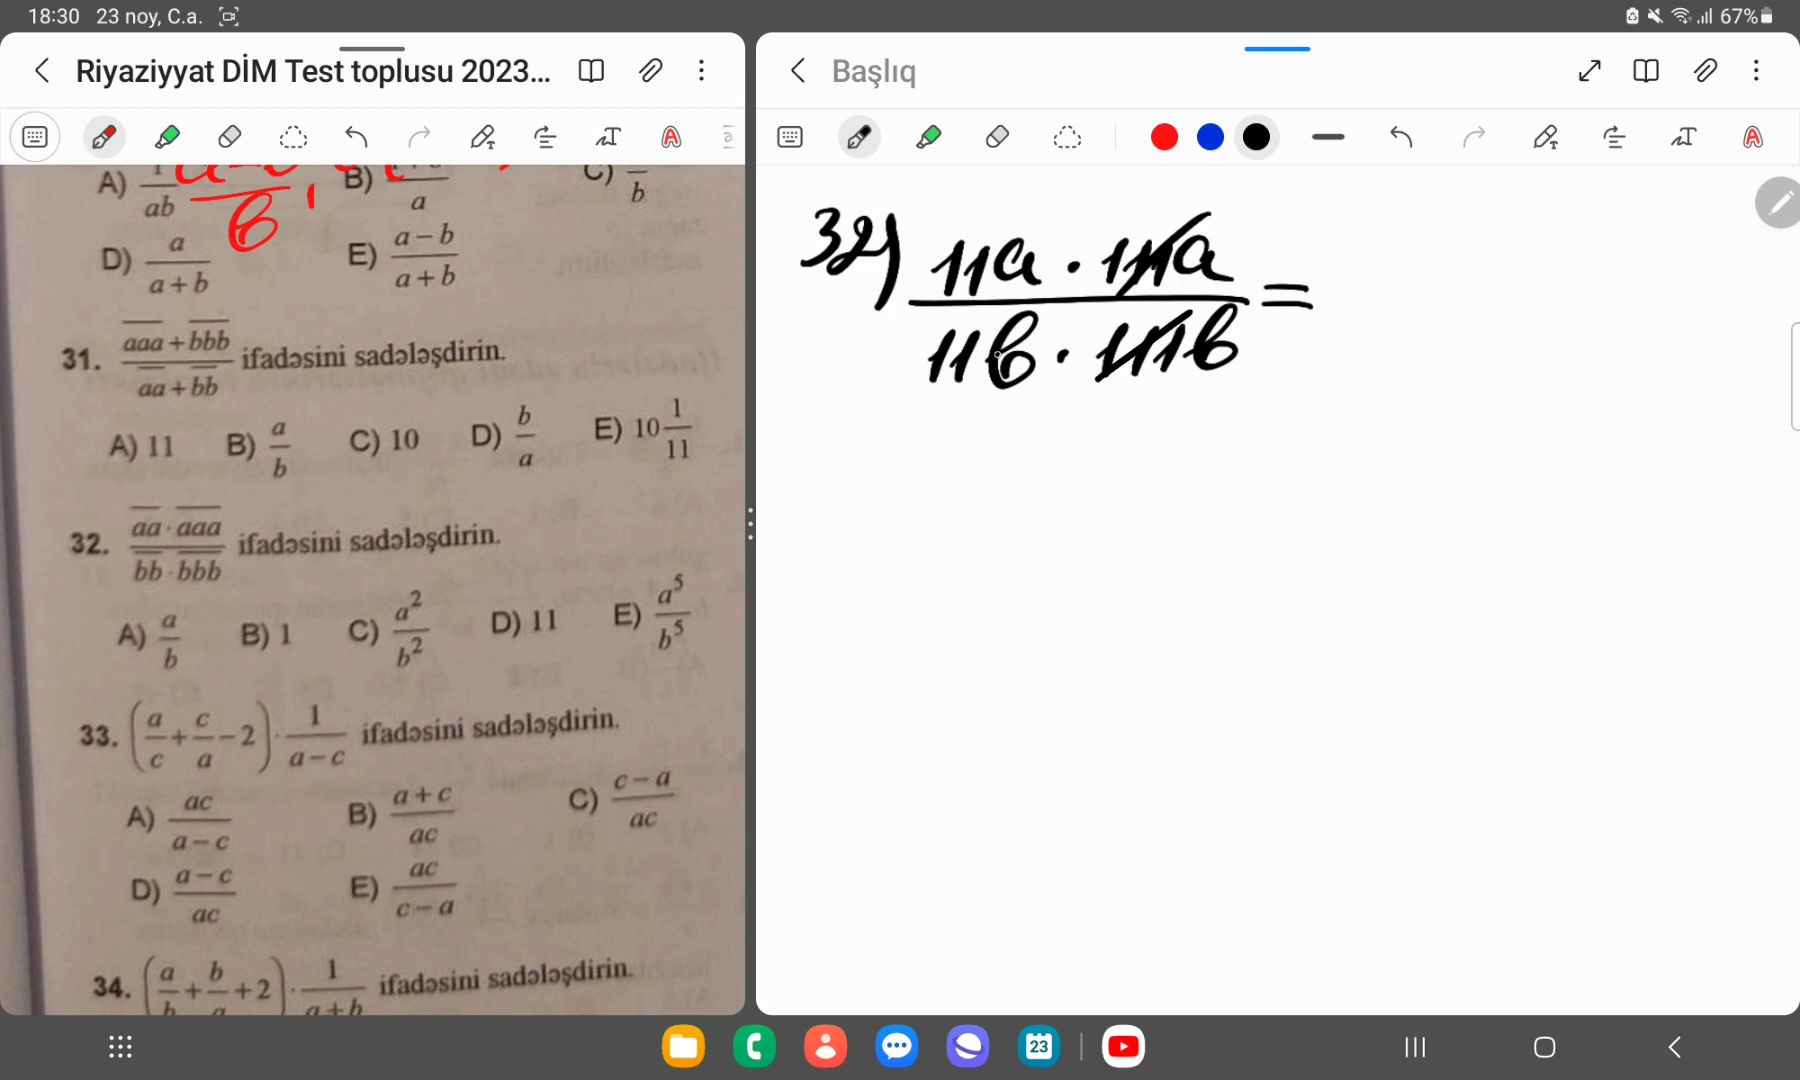 18:30 23 noy, C.a. 67%
Riyaziyyat DİM Test toplusu 2023...
A) 1/ab B) a C) b
D) a/(a+b) E) (a−b)/(a+b)
31. (aaa+bbb)/(aa+bb) ifadəsini sadələşdirin.
A) 11 B) a/b C) 10 D) b/a E) 10 1/11
32. (aa·aaa)/(bb·bbb) ifadəsini sadələşdirin.
A) a/b B) 1 C) a²/b² D) 11 E) a⁵/b⁵
33. (a/c + c/a − 2) · 1/(a−c) ifadəsini sadələşdirin.
A) ac/(a−c) B) (a+c)/ac C) (c−a)/ac
D) (a−c)/ac E) ac/(c−a)
34. (a/b + b/a + 2) · 1/(a+b) ifadəsini sadələşdirin.
Başlıq
32) (11a · 111a)/(11b · 111b) =
23